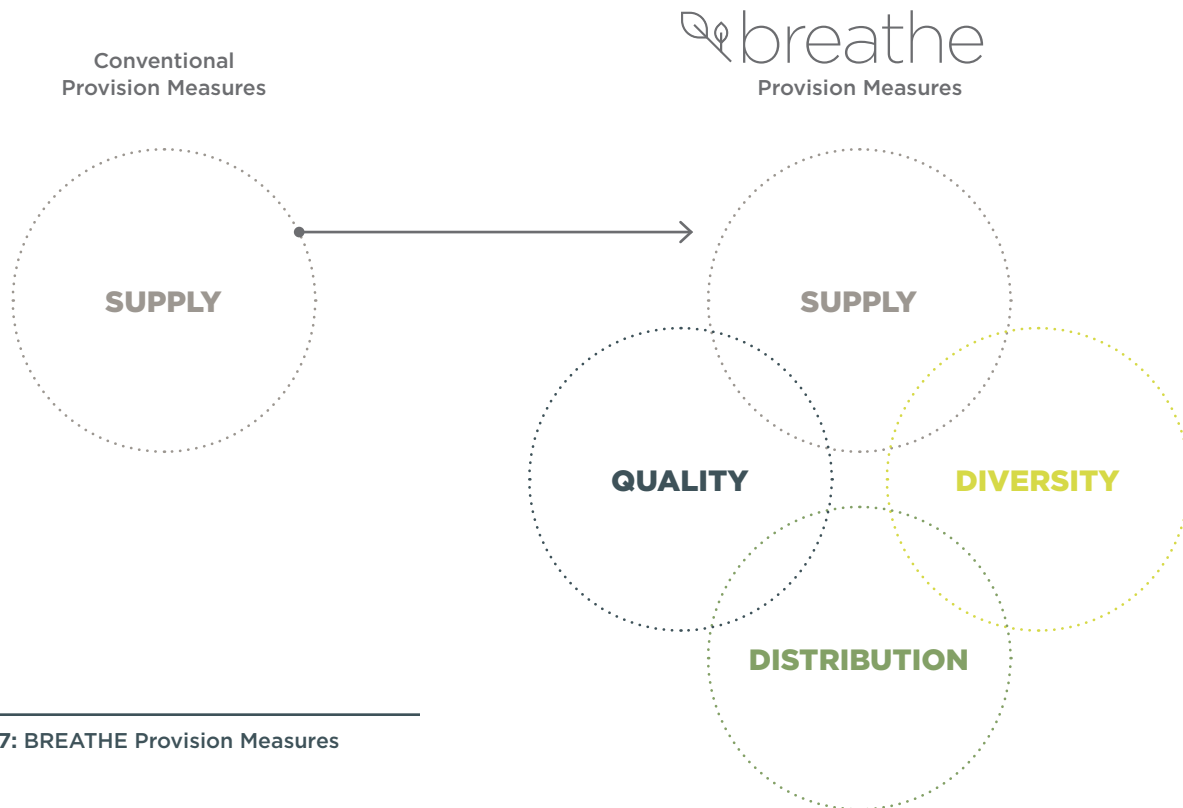 Conventional
Provision Measures
breathe
Provision Measures
SUPPLY
SUPPLY
QUALITY
DIVERSITY
DISTRIBUTION
7: BREATHE Provision Measures